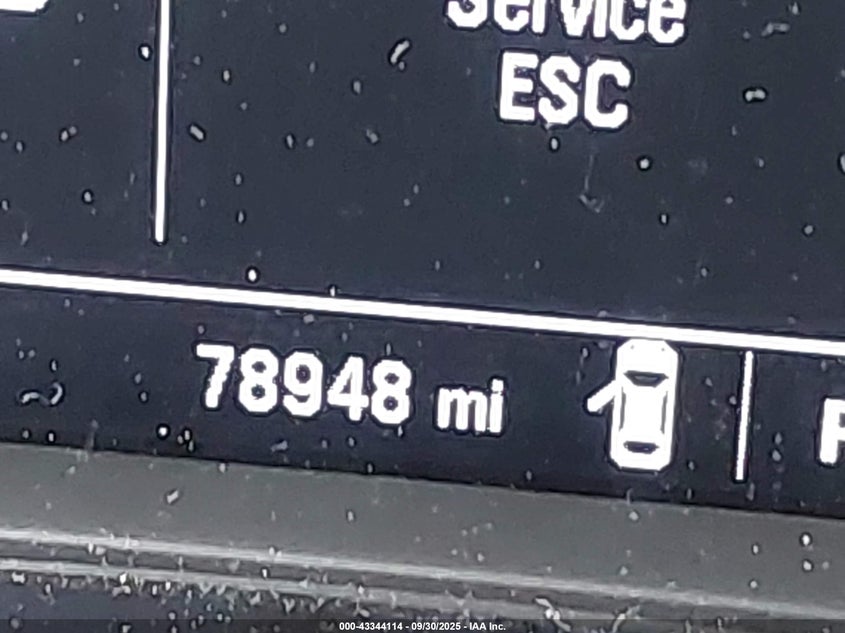 Service
ESC
78948 mi
000-43344114 - 09/30/2025 - IAA Inc.